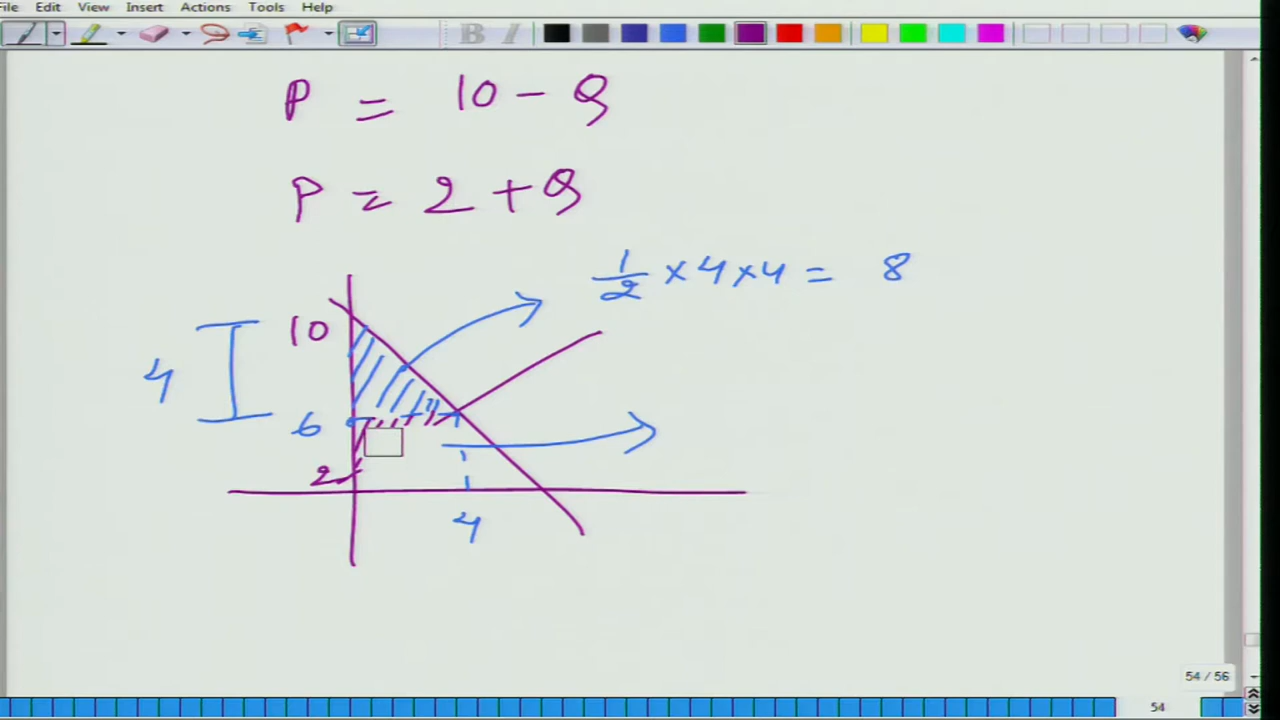 File Edit View Insert Actions Tools Help
B I
P = 10 - Q
P = 2 + Q
1/2 × 4 × 4 = 8
10
4
6
2
4
54 / 56
54